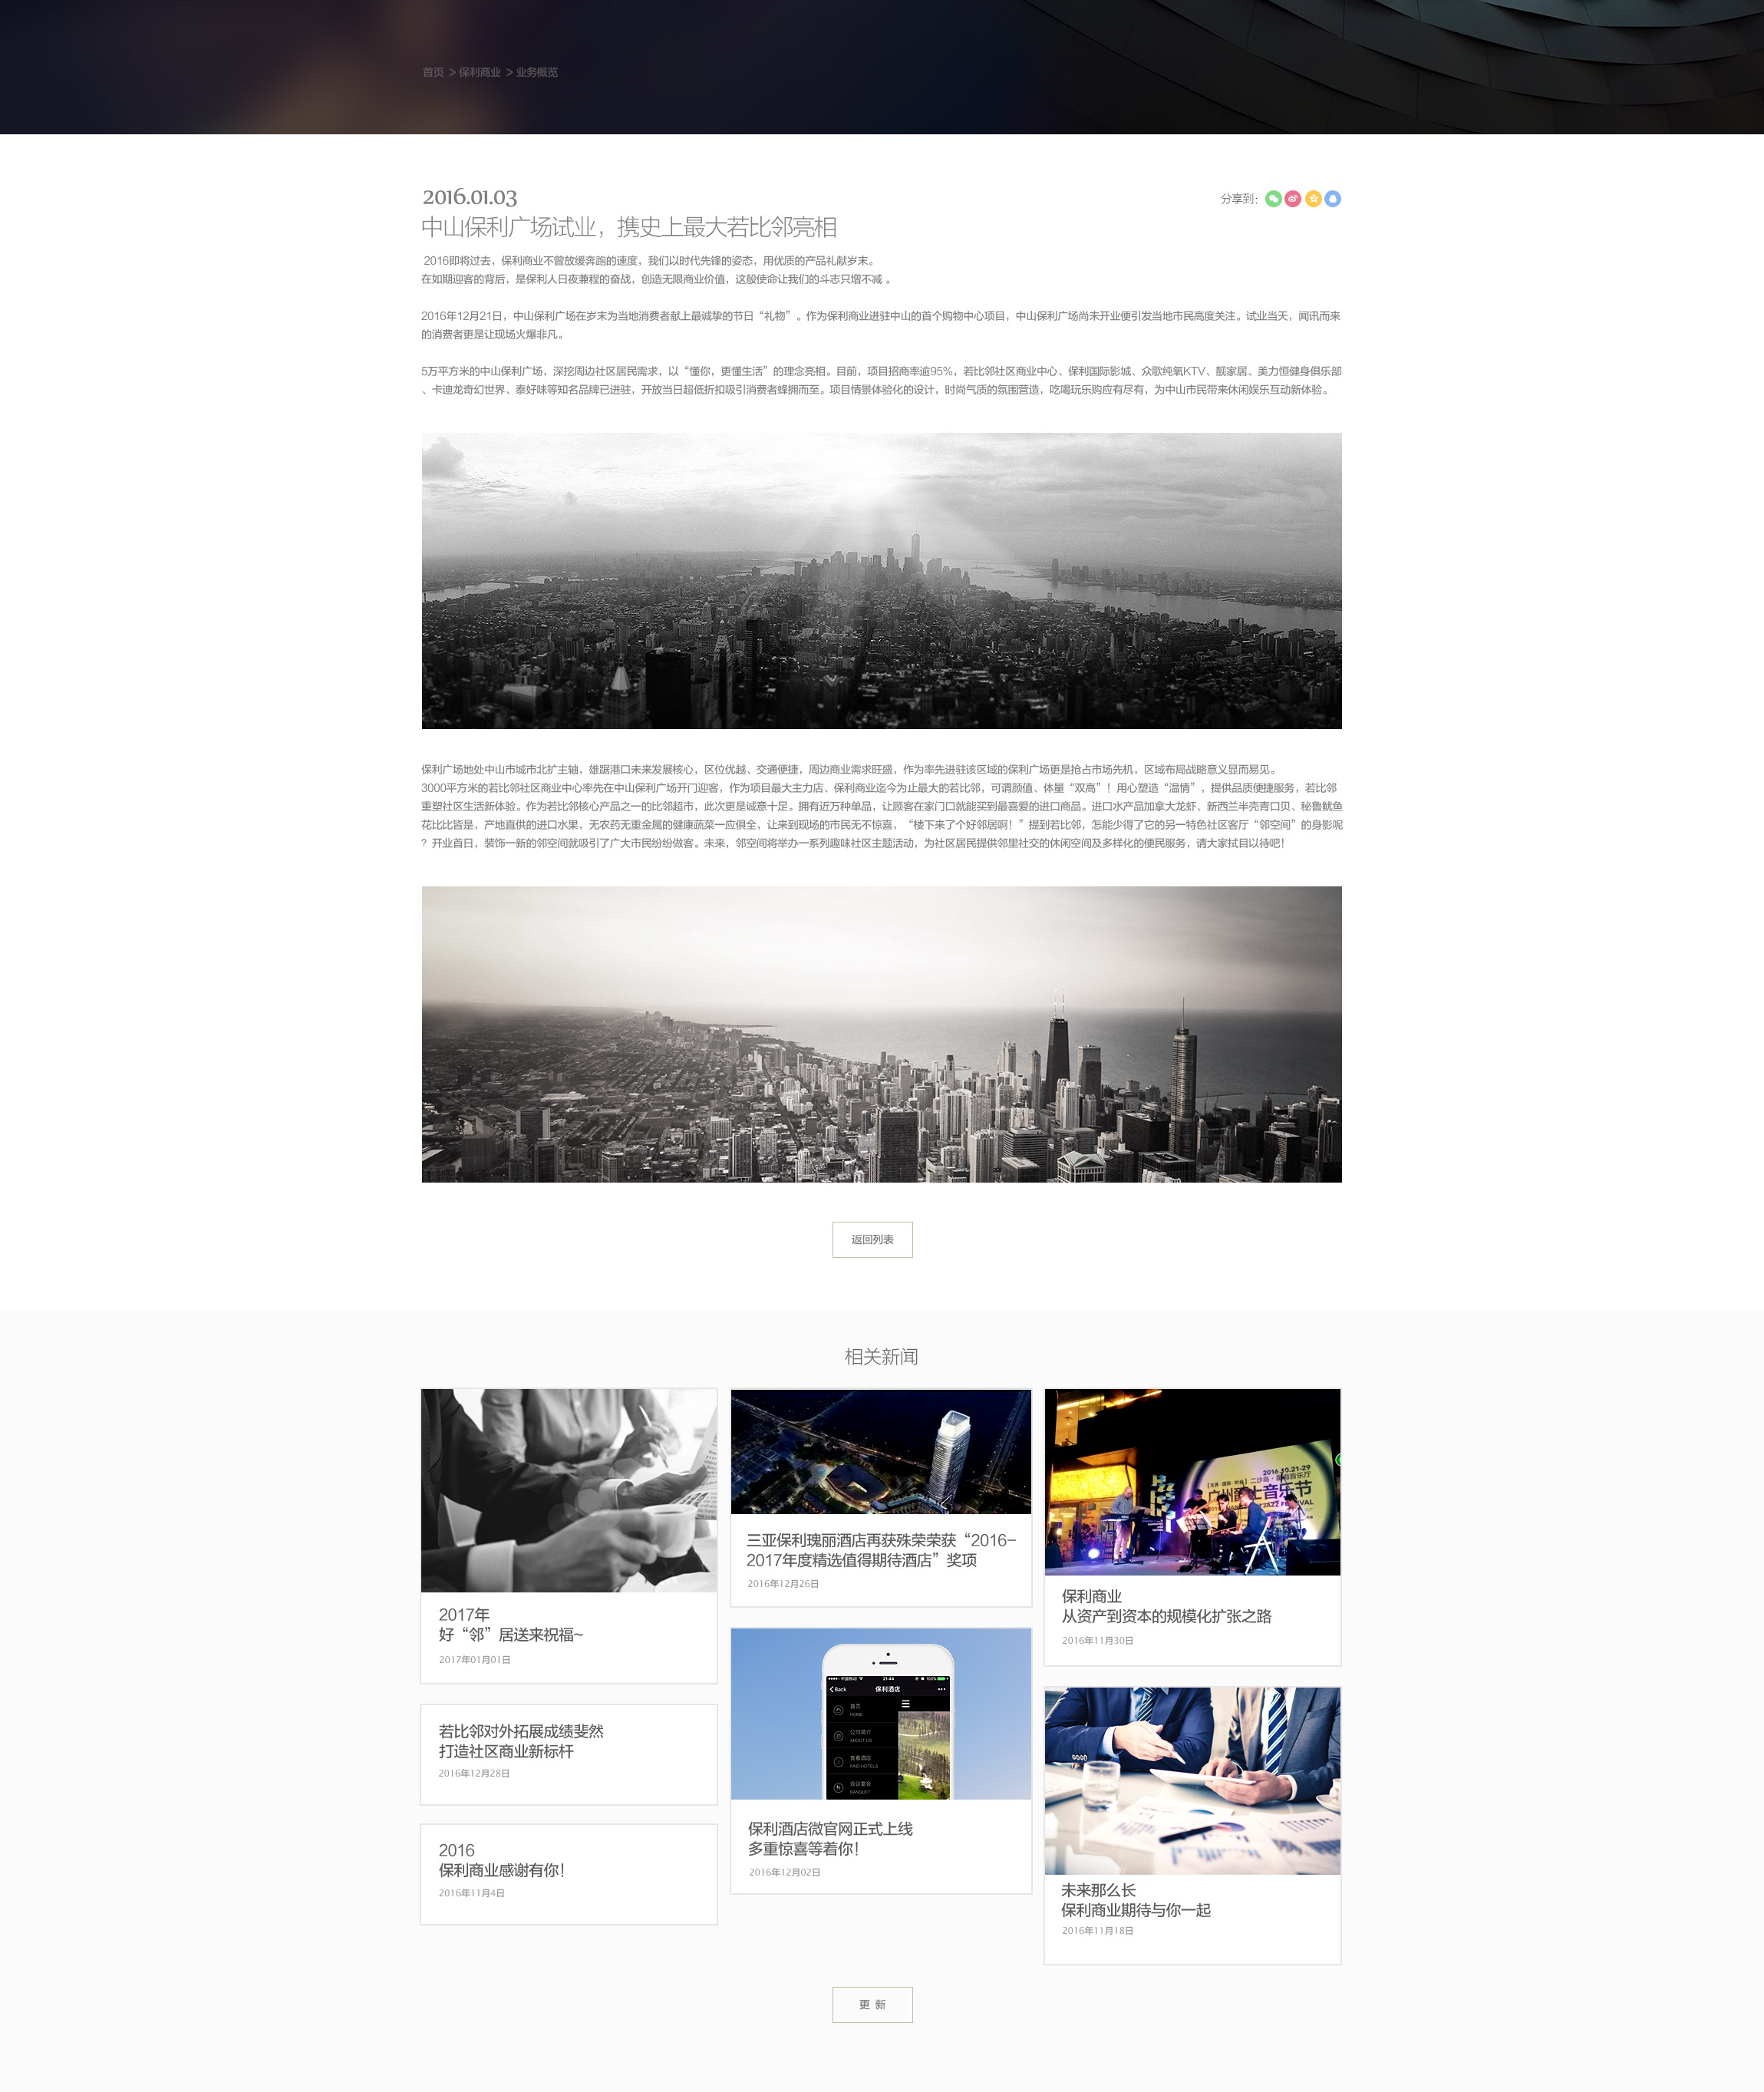 首页 > 保利商业 > 业务概览
2016.01.03
分享到：
中山保利广场试业，携史上最大若比邻亮相
2016即将过去，保利商业不曾放缓奔跑的速度，我们以时代先锋的姿态，用优质的产品礼献岁末。
在如期迎客的背后，是保利人日夜兼程的奋战，创造无限商业价值，这般使命让我们的斗志只增不减 。
2016年12月21日，中山保利广场在岁末为当地消费者献上最诚挚的节日“礼物”。作为保利商业进驻中山的首个购物中心项目，中山保利广场尚未开业便引发当地市民高度关注。试业当天，闻讯而来
的消费者更是让现场火爆非凡。
5万平方米的中山保利广场，深挖周边社区居民需求，以“懂你，更懂生活”的理念亮相。目前，项目招商率逾95%，若比邻社区商业中心、保利国际影城、众歌纯氧KTV、靓家居、美力恒健身俱乐部
、卡迪龙奇幻世界、泰好味等知名品牌已进驻，开放当日超低折扣吸引消费者蜂拥而至。项目情景体验化的设计，时尚气质的氛围营造，吃喝玩乐购应有尽有，为中山市民带来休闲娱乐互动新体验。
保利广场地处中山市城市北扩主轴，雄踞港口未来发展核心，区位优越、交通便捷，周边商业需求旺盛，作为率先进驻该区域的保利广场更是抢占市场先机，区域布局战略意义显而易见。
3000平方米的若比邻社区商业中心率先在中山保利广场开门迎客，作为项目最大主力店、保利商业迄今为止最大的若比邻，可谓颜值、体量“双高”！用心塑造“温情”，提供品质便捷服务，若比邻
重塑社区生活新体验。作为若比邻核心产品之一的比邻超市，此次更是诚意十足。拥有近万种单品，让顾客在家门口就能买到最喜爱的进口商品。进口水产品加拿大龙虾、新西兰半壳青口贝、秘鲁鱿鱼
花比比皆是，产地直供的进口水果，无农药无重金属的健康蔬菜一应俱全，让来到现场的市民无不惊喜，“楼下来了个好邻居啊！”提到若比邻，怎能少得了它的另一特色社区客厅“邻空间”的身影呢
？开业首日，装饰一新的邻空间就吸引了广大市民纷纷做客。未来，邻空间将举办一系列趣味社区主题活动，为社区居民提供邻里社交的休闲空间及多样化的便民服务，请大家拭目以待吧！
返回列表
相关新闻
2017年
好“邻”居送来祝福~
2017年01月01日
若比邻对外拓展成绩斐然
打造社区商业新标杆
2016年12月28日
2016
保利商业感谢有你！
2016年11月4日
三亚保利瑰丽酒店再获殊荣荣获“2016-
2017年度精选值得期待酒店”奖项
2016年12月26日
中国移动 21:44 100%
Back 保利酒店
首页
HOME
公司简介
ABOUT US
查看酒店
FIND HOTELS
会议宴会
BANQUET
保利酒店微官网正式上线
多重惊喜等着你！
2016年12月02日
2016.10.21-29
广州爵士音乐节
JAZZ FESTIVAL
保利商业
从资产到资本的规模化扩张之路
2016年11月30日
未来那么长
保利商业期待与你一起
2016年11月18日
更 新